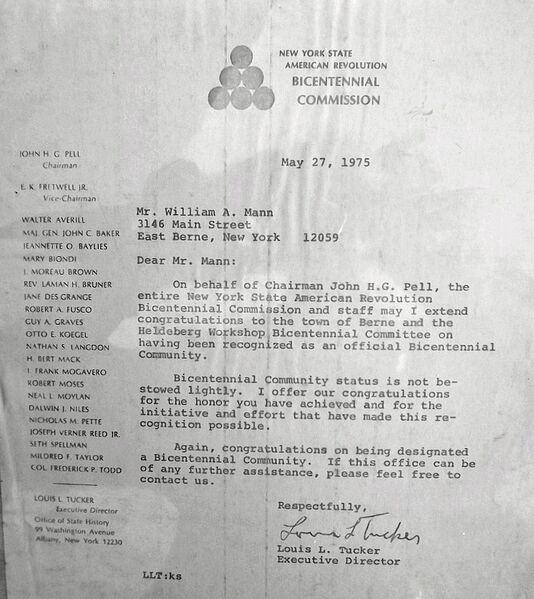 NEW YORK STATE
AMERICAN REVOLUTION
BICENTENNIAL
COMMISSION
JOHN H. G. PELL
Chairman
E. K. FRETWELL JR.
Vice-Chairman
WALTER AVERILL
MAJ. GEN. JOHN C. BAKER
JEANNETTE O. BAYLIES
MARY BIONDI
J. MOREAU BROWN
REV. LAMAN H. BRUNER
JANE DES GRANGE
ROBERT A. FUSCO
GUY A. GRAVES
OTTO E. KOEGEL
NATHAN S. LANGDON
H. BERT MACK
J. FRANK MOGAVERO
ROBERT MOSES
NEAL L. MOYLAN
DALWIN J. NILES
NICHOLAS M. PETTE
JOSEPH VERNER REED JR.
SETH SPELLMAN
MILDRED F. TAYLOR
COL. FREDERICK P. TODD
LOUIS L. TUCKER
Executive Director
Office of State History
99 Washington Avenue
Albany, New York 12230
May 27, 1975
Mr. William A. Mann
3146 Main Street
East Berne, New York 12059
Dear Mr. Mann:
On behalf of Chairman John H.G. Pell, the
entire New York State American Revolution
Bicentennial Commission and staff may I extend
congratulations to the town of Berne and the
Heldeberg Workshop Bicentennial Committee on
having been recognized as an official Bicentennial
Community.
Bicentennial Community status is not be-
stowed lightly. I offer our congratulations
for the honor you have achieved and for the
initiative and effort that have made this re-
cognition possible.
Again, congratulations on being designated
a Bicentennial Community. If this office can be
of any further assistance, please feel free to
contact us.
Respectfully,
Louis L Tucker
Louis L. Tucker
Executive Director
LLT:ks